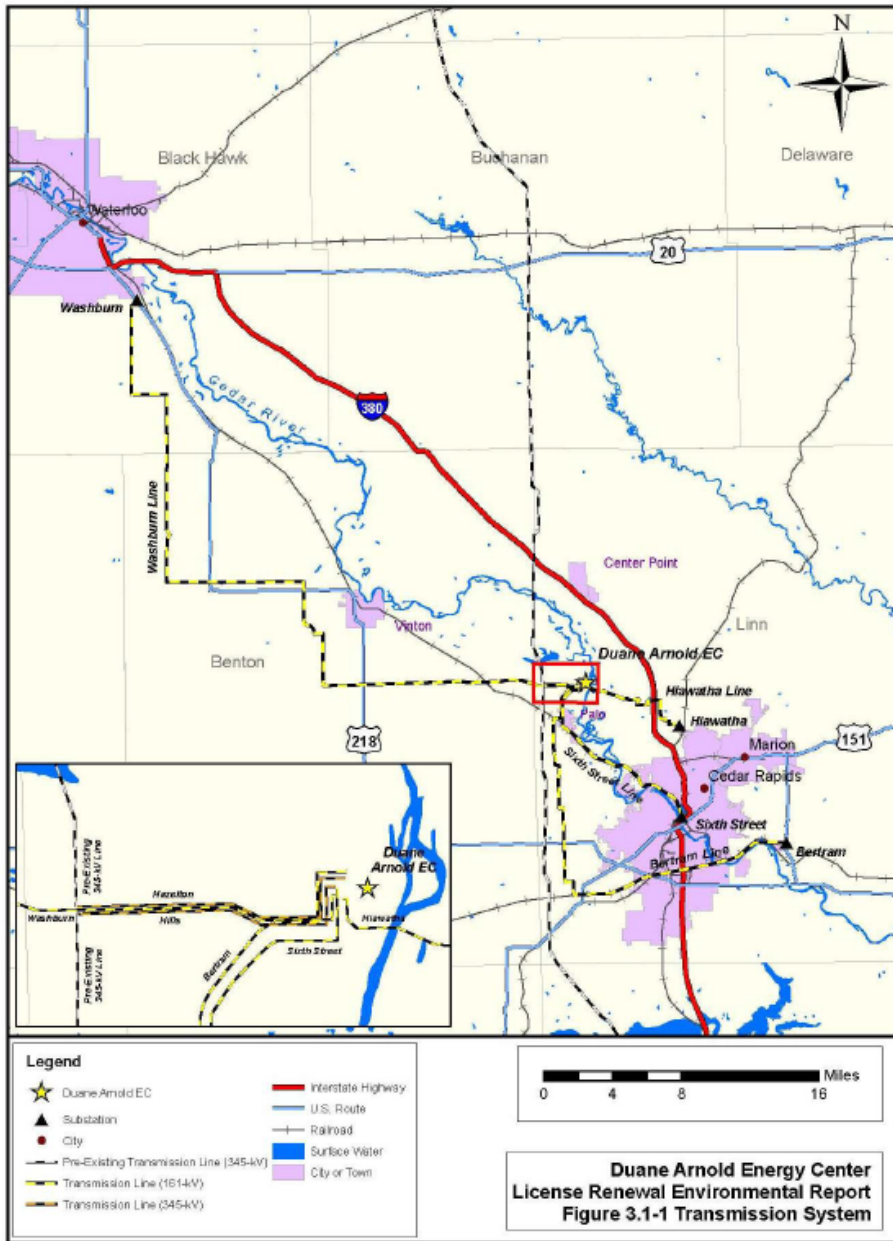 N
Black Hawk
Buchanan
Delaware
Waterloo
20
Washburn
Cedar River
380
Washburn Line
Center Point
Vinton
Linn
Duane Arnold EC
Benton
Hiawatha Line
Palo
Hiawatha
218
151
Marion
Sixth Street Line
Cedar Rapids
Sixth Street
Bertram Line
Bertram
Pre-Existing
345-kV Line
Duane
Arnold EC
Hazelton
Washburn
Hills
Hiawatha
Bertram
Sixth Street
Pre-Existing
345-kV Line
Legend
Duane Arnold EC
Substation
City
Pre-Existing Transmission Line (345-kV)
Transmission Line (161-kV)
Transmission Line (345-kV)
Interstate Highway
U.S. Route
Railroad
Surface Water
City or Town
Miles
0 4 8 16
Duane Arnold Energy Center
License Renewal Environmental Report
Figure 3.1-1 Transmission System